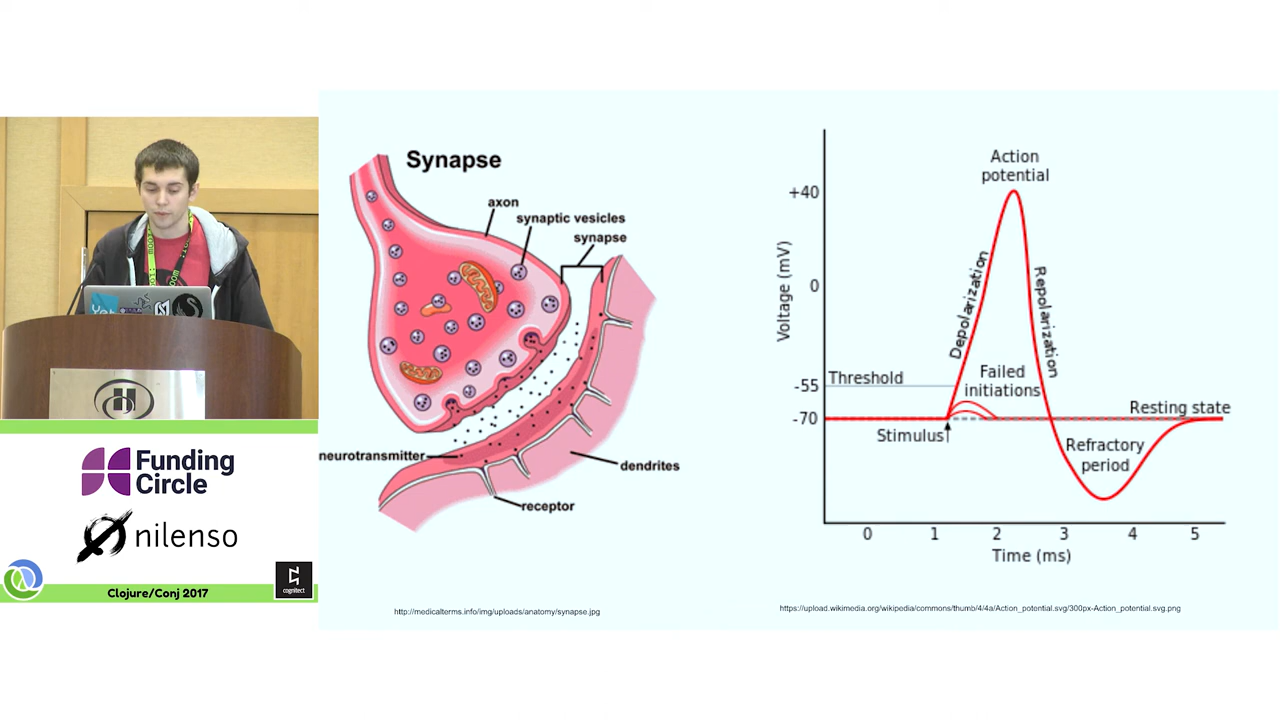 Synapse
axon
synaptic vesicles
synapse
neurotransmitter
dendrites
receptor
http://medicalterms.info/img/uploads/anatomy/synapse.jpg
Action
potential
+40
Voltage (mV)
0
Depolarization
Repolarization
Failed
initiations
Threshold
-55
-70
Stimulus
Resting state
Refractory
period
0 1 2 3 4 5
Time (ms)
https://upload.wikimedia.org/wikipedia/commons/thumb/4/4a/Action_potential.svg/300px-Action_potential.svg.png
Funding
Circle
nilenso
cognitect
Clojure/Conj 2017